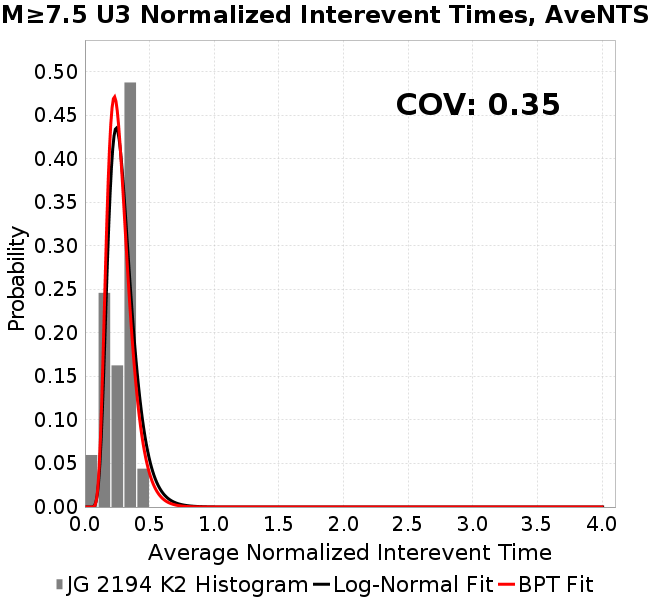 M≥7.5 U3 Normalized Interevent Times, AveNTS
COV: 0.35
Probability
0.50
0.45
0.40
0.35
0.30
0.25
0.20
0.15
0.10
0.05
0.00
0.0 0.5 1.0 1.5 2.0 2.5 3.0 3.5 4.0
Average Normalized Interevent Time
JG 2194 K2 Histogram Log-Normal Fit BPT Fit